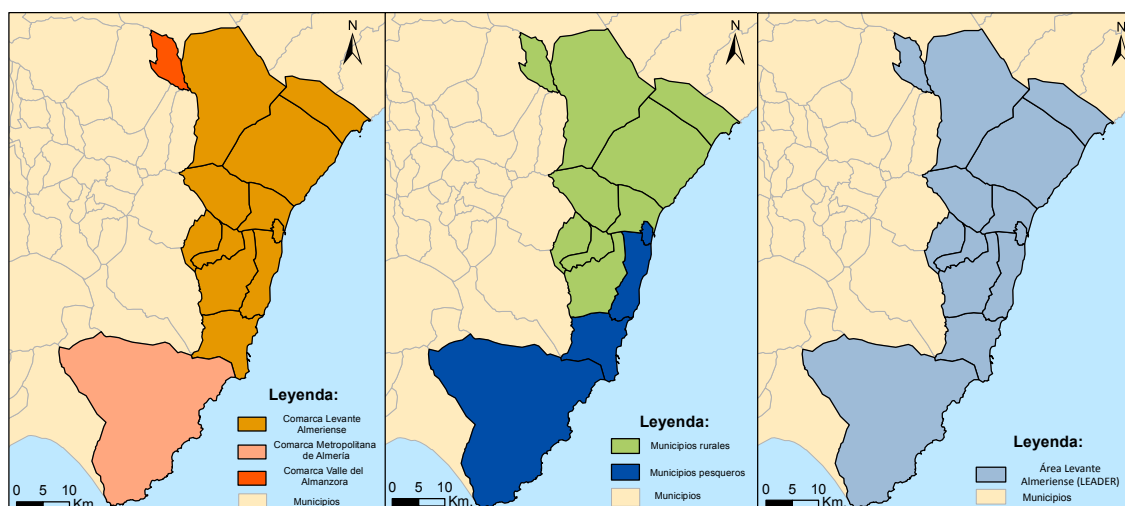 N
Leyenda:
Comarca Levante
Almeriense
Comarca Metropolitana
de Almería
Comarca Valle del
Almanzora
Municipios
0 5 10
Km.
N
Leyenda:
Municipios rurales
Municipios pesqueros
Municipios
0 5 10
Km.
N
Leyenda:
Área Levante
Almeriense (LEADER)
Municipios
0 5 10
Km.